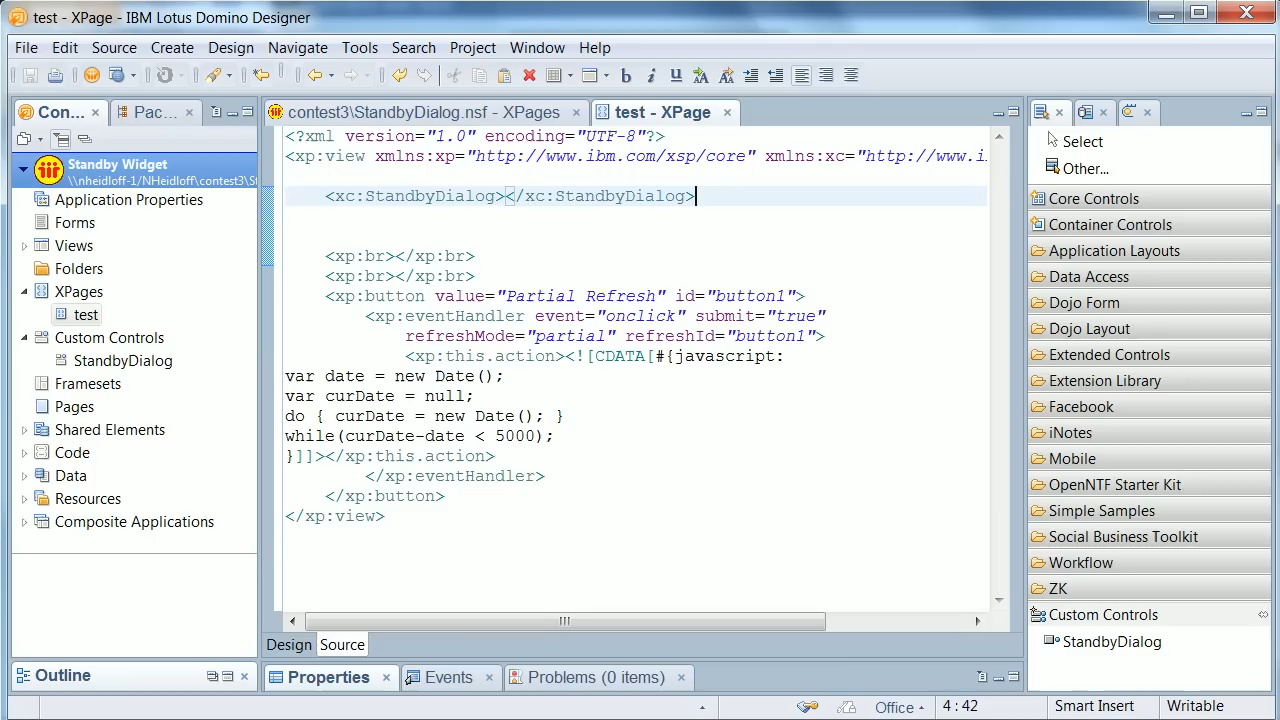 test - XPage - IBM Lotus Domino Designer
File Edit Source Create Design Navigate Tools Search Project Window Help
b i u
Con... Pac... contest3\StandbyDialog.nsf - XPages test - XPage
Standby Widget
\\nheidloff-1/NHeidloff\contest3\St
Application Properties
Forms
Views
Folders
XPages
test
Custom Controls
StandbyDialog
Framesets
Pages
Shared Elements
Code
Data
Resources
Composite Applications
Outline
<?xml version="1.0" encoding="UTF-8"?>
<xp:view xmlns:xp="http://www.ibm.com/xsp/core" xmlns:xc="http://www.i
<xc:StandbyDialog></xc:StandbyDialog>
<xp:br></xp:br>
<xp:br></xp:br>
<xp:button value="Partial Refresh" id="button1">
<xp:eventHandler event="onclick" submit="true"
refreshMode="partial" refreshId="button1">
<xp:this.action><![CDATA[#{javascript:
var date = new Date();
var curDate = null;
do { curDate = new Date(); }
while(curDate-date < 5000);
}]]></xp:this.action>
</xp:eventHandler>
</xp:button>
</xp:view>
Design Source
Properties Events Problems (0 items)
Select
Other...
Core Controls
Container Controls
Application Layouts
Data Access
Dojo Form
Dojo Layout
Extended Controls
Extension Library
Facebook
iNotes
Mobile
OpenNTF Starter Kit
Simple Samples
Social Business Toolkit
Workflow
ZK
Custom Controls
StandbyDialog
Office 4 : 42 Smart Insert Writable